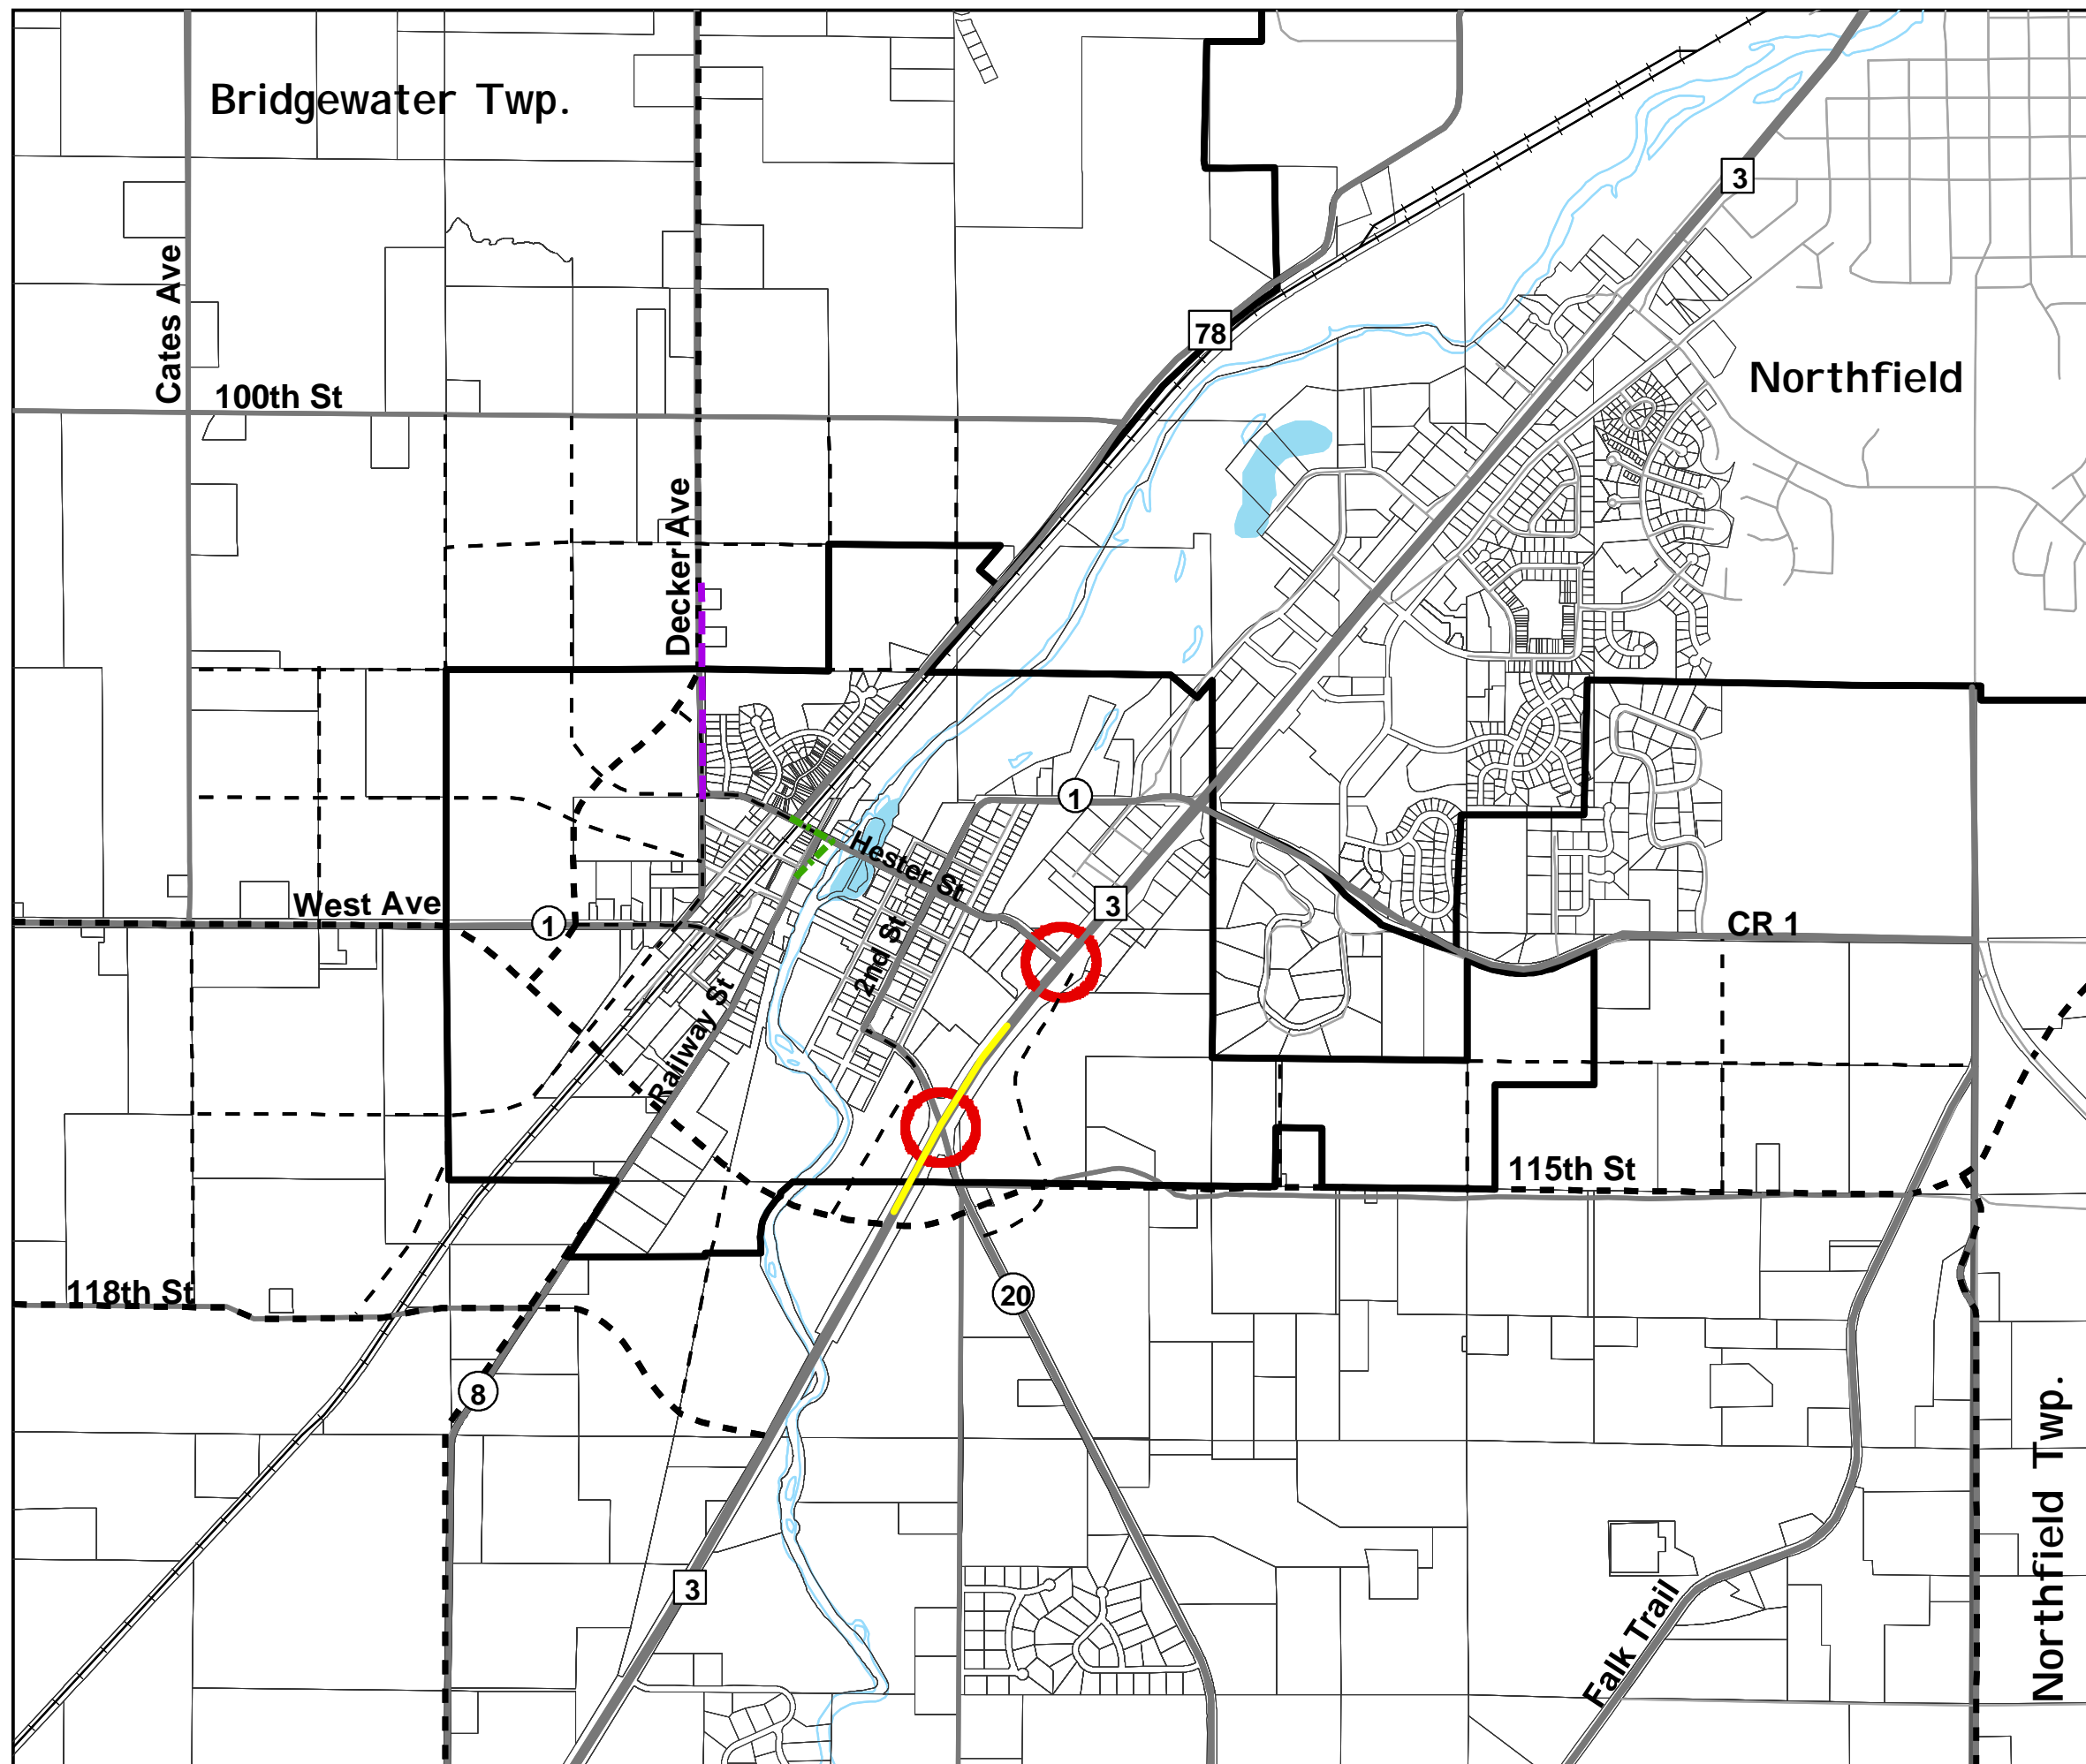 Bridgewater Twp.
3
Cates Ave
78
Northfield
100th St
Decker Ave
1
Hester St
West Ave
1
3
CR 1
2nd St
Railway St
115th St
118th St
20
8
Northfield Twp.
3
Falk Trail